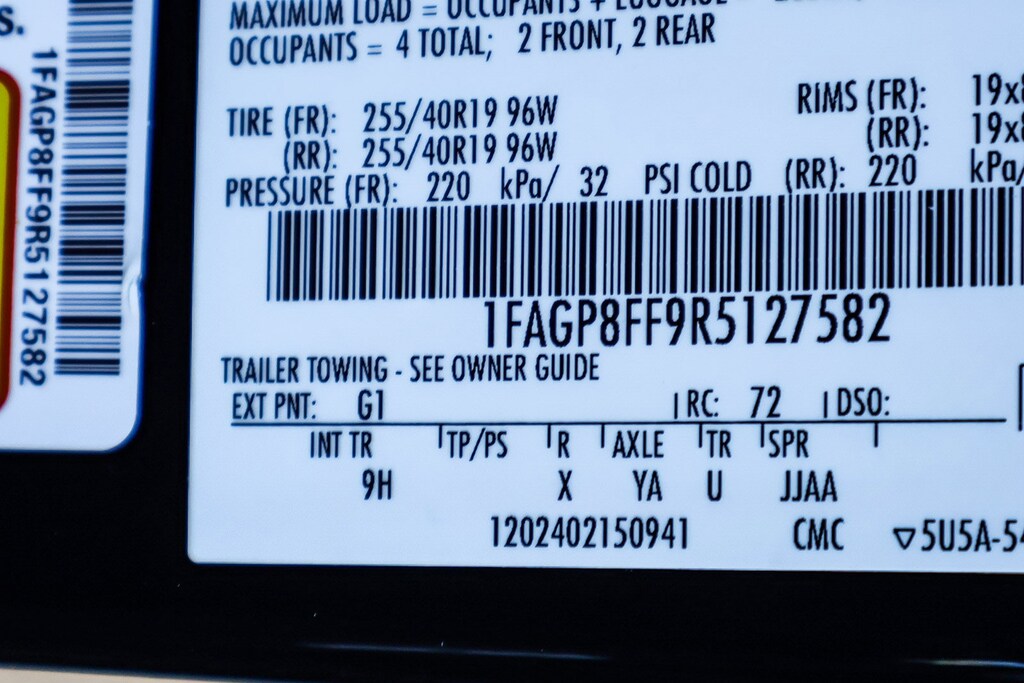 s.
1FAGP8FF9R5127582
MAXIMUM LOAD = OCCUPANTS + LUGGAGE =
OCCUPANTS = 4 TOTAL; 2 FRONT, 2 REAR
TIRE (FR): 255/40R19 96W RIMS (FR): 19x8
(RR): 255/40R19 96W (RR): 19x8
PRESSURE (FR): 220 kPa/ 32 PSI COLD (RR): 220 kPa/
1FAGP8FF9R5127582
TRAILER TOWING - SEE OWNER GUIDE
EXT PNT: G1 RC: 72 DSO:
INT TR TP/PS R AXLE TR SPR
9H X YA U JJAA
1202402150941 CMC ▽5U5A-54